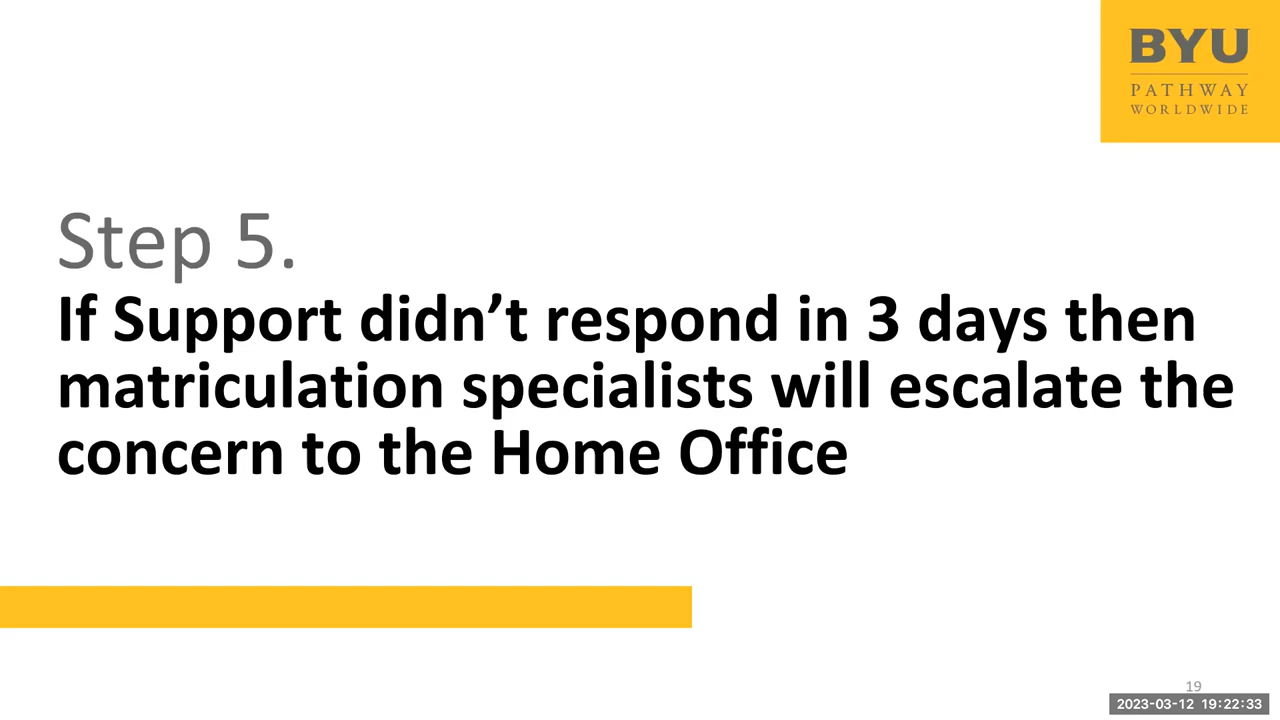 BYU
PATHWAY
WORLDWIDE
Step 5.
If Support didn’t respond in 3 days then
matriculation specialists will escalate the
concern to the Home Office
19
2023-03-12 19:22:33